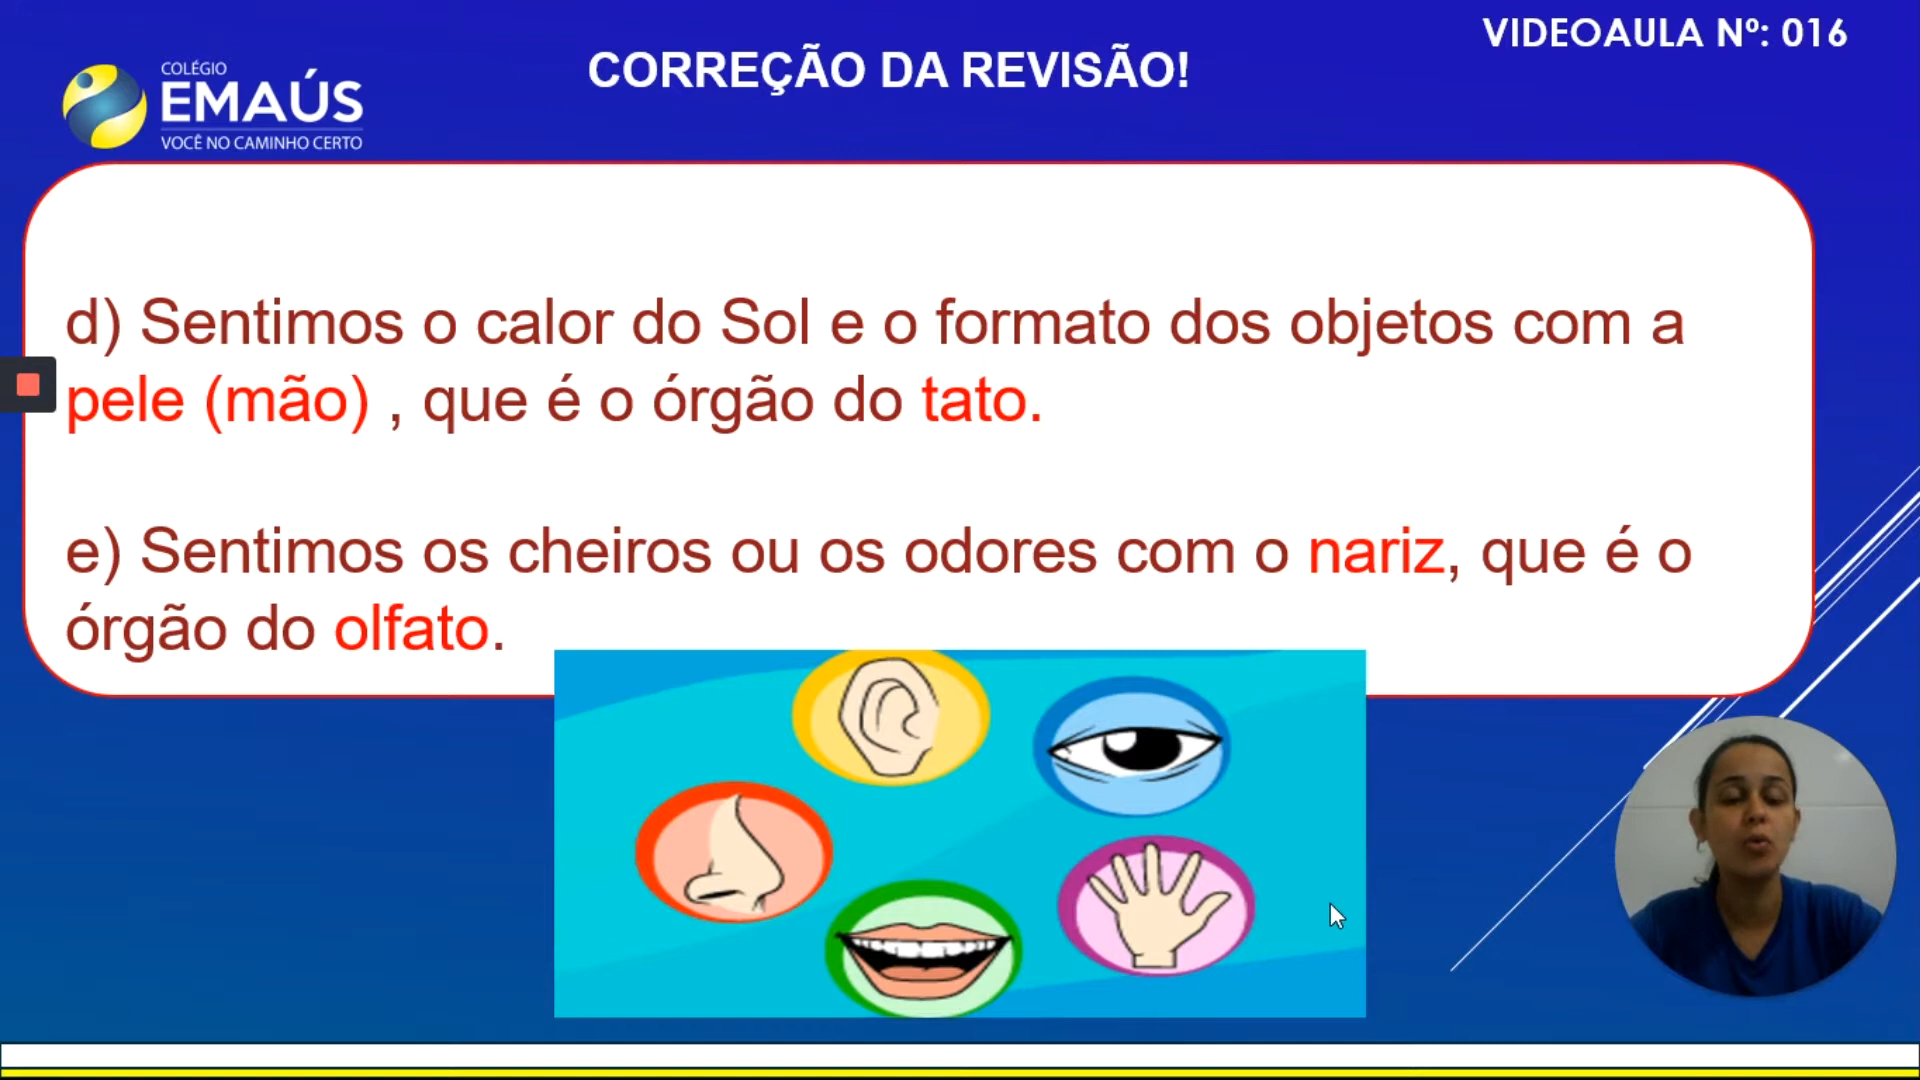 VIDEOAULA Nº: 016
CORREÇÃO DA REVISÃO!
COLÉGIO
EMAÚS
VOCÊ NO CAMINHO CERTO
d) Sentimos o calor do Sol e o formato dos objetos com a
pele (mão) , que é o órgão do tato.
e) Sentimos os cheiros ou os odores com o nariz, que é o
órgão do olfato.